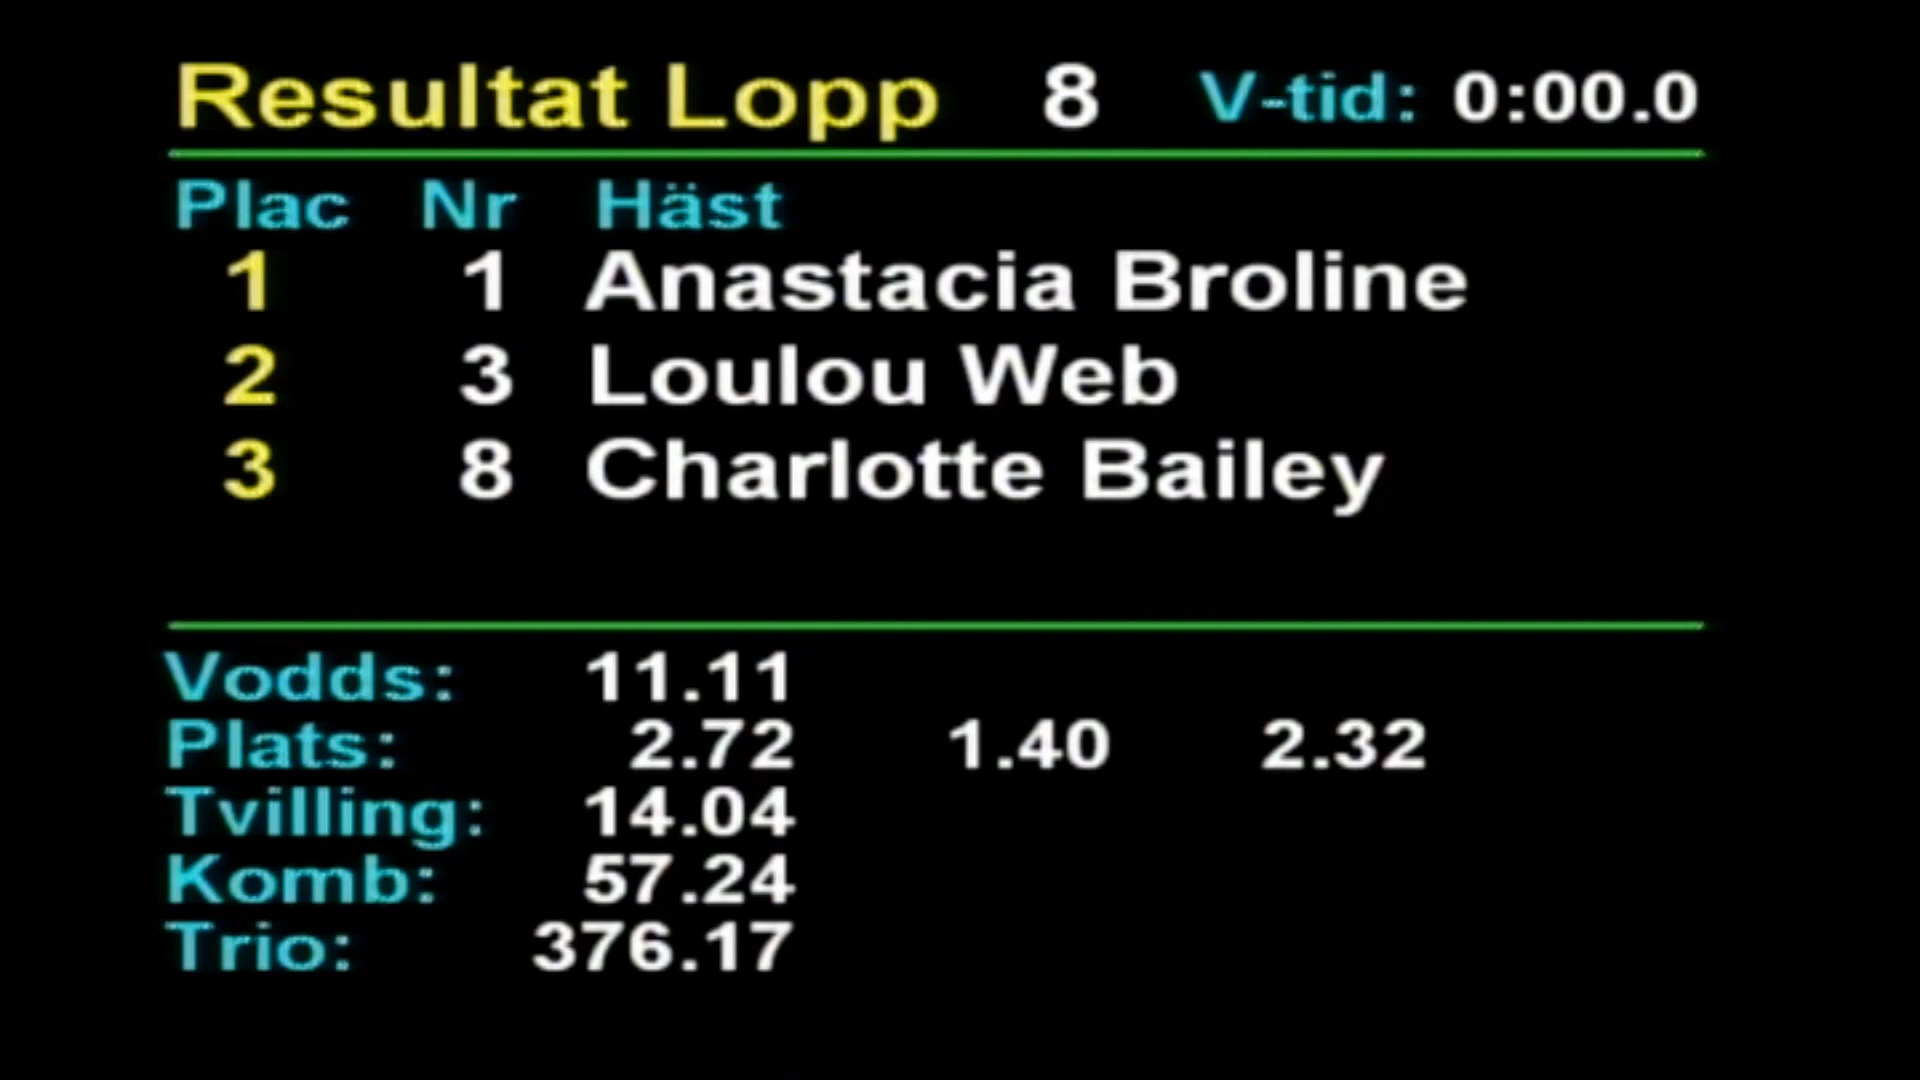 Resultat Lopp 8 V-tid: 0:00.0
Plac Nr Häst
1 1 Anastacia Broline
2 3 Loulou Web
3 8 Charlotte Bailey
Vodds: 11.11
Plats: 2.72 1.40 2.32
Tvilling: 14.04
Komb: 57.24
Trio: 376.17